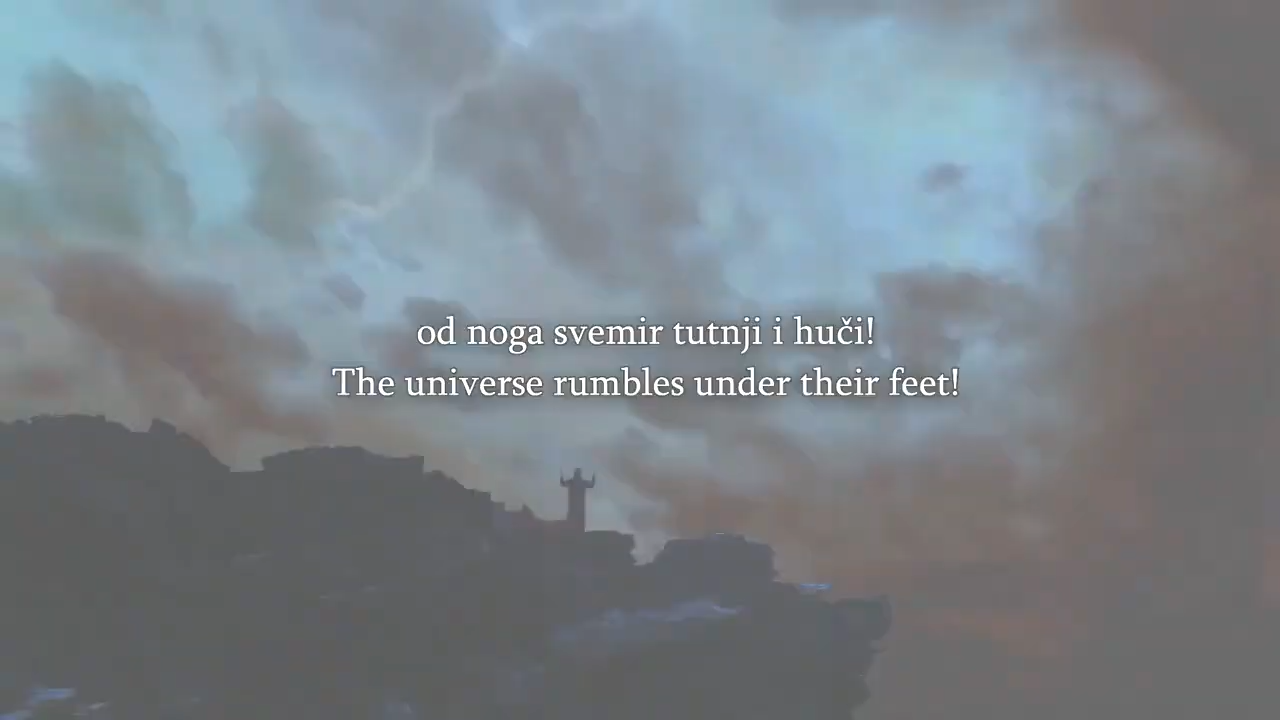 od noga svemir tutnji i huči!
The universe rumbles under their feet!